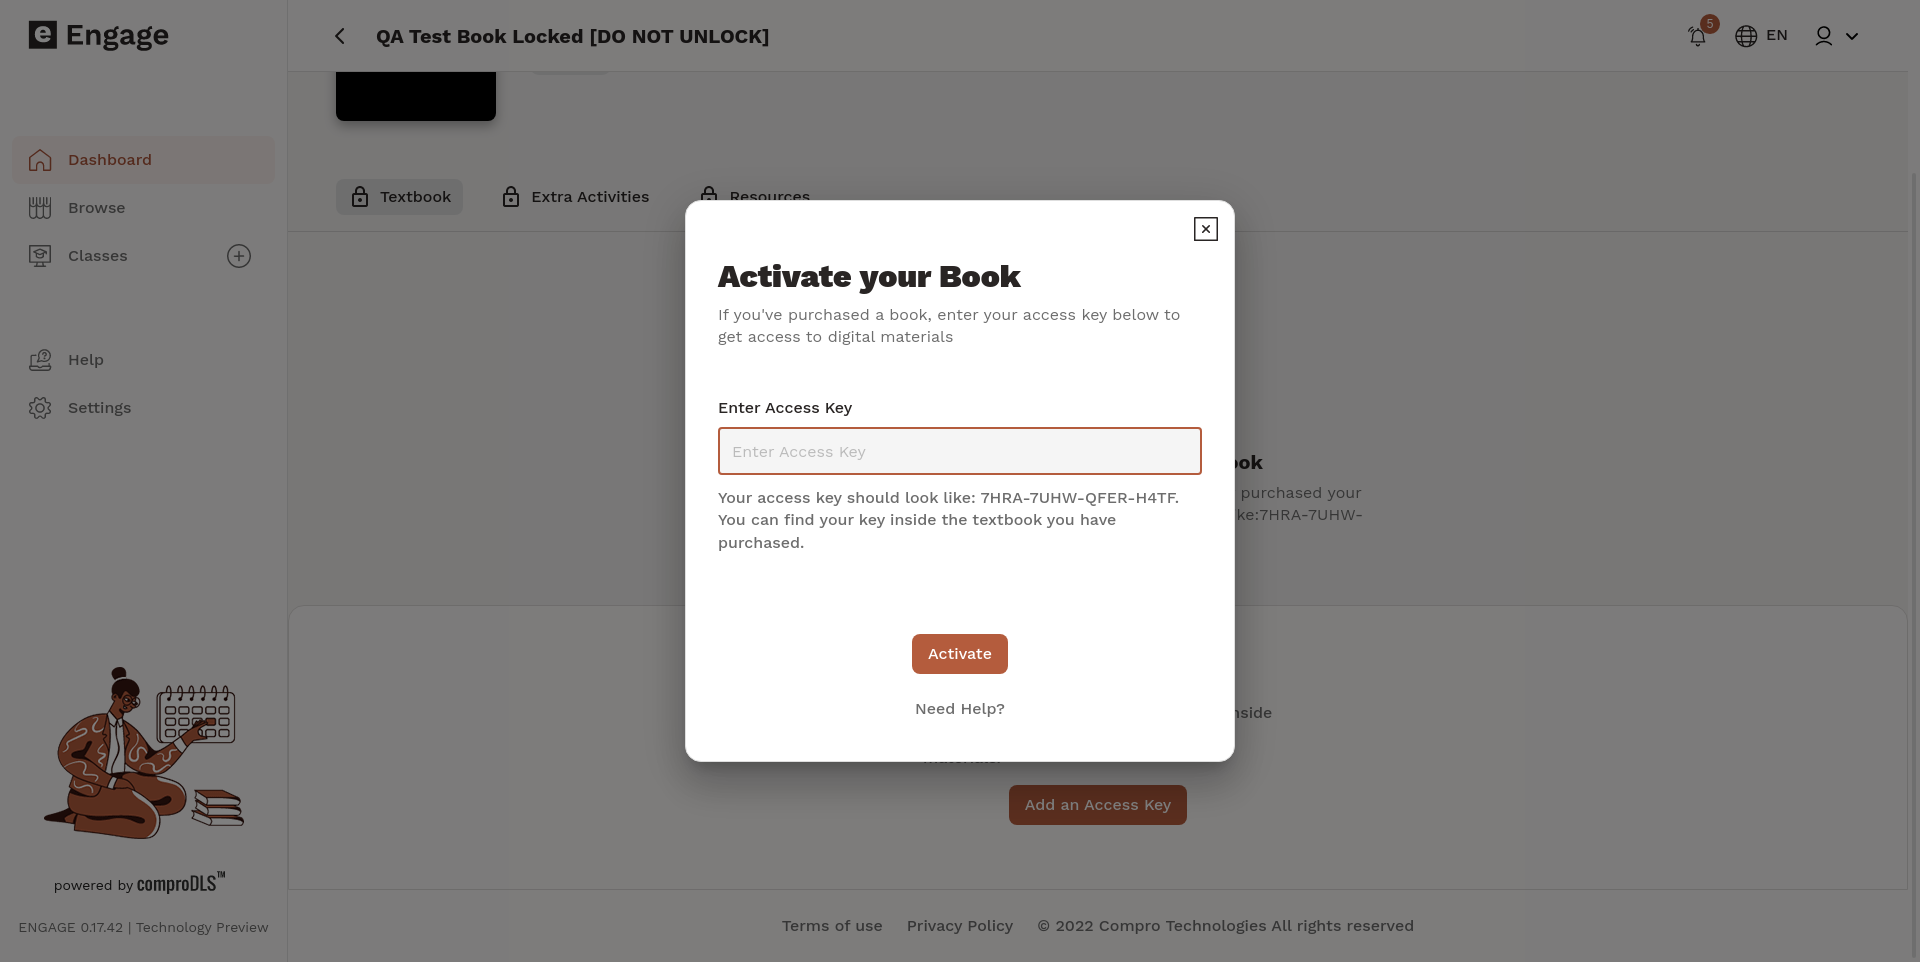 e Engage
QA Test Book Locked [DO NOT UNLOCK]
5
EN
Dashboard
Browse
Classes
Help
Settings
Textbook
Extra Activities
Resources
Activate your Book
If you've purchased a book, enter your access key below to
get access to digital materials
Enter Access Key
Enter Access Key
Your access key should look like: 7HRA-7UHW-QFER-H4TF.
You can find your key inside the textbook you have
purchased.
Activate
Need Help?
purchased your
7HRA-7UHW-
Add an Access Key
powered by comproDLS™
ENGAGE 0.17.42 | Technology Preview
Terms of use
Privacy Policy
© 2022 Compro Technologies All rights reserved